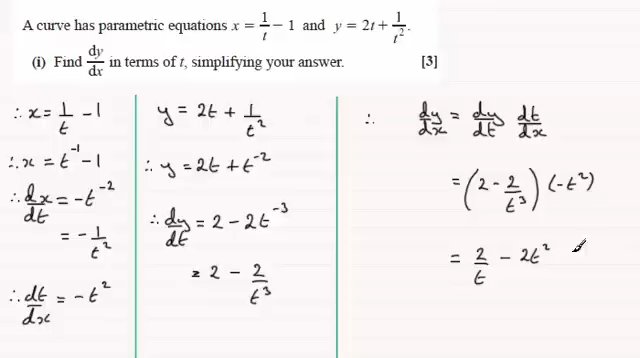 A curve has parametric equations x = 1/t − 1 and y = 2t + 1/t².
(i) Find dy/dx in terms of t, simplifying your answer. [3]
∴ x = 1/t − 1
∴ x = t⁻¹ − 1
∴ dx/dt = −t⁻²
= − 1/t²
∴ dt/dx = −t²
y = 2t + 1/t²
∴ y = 2t + t⁻²
∴ dy/dt = 2 − 2t⁻³
= 2 − 2/t³
∴ dy/dx = dy/dt dt/dx
= (2 − 2/t³)(−t²)
= 2/t − 2t²